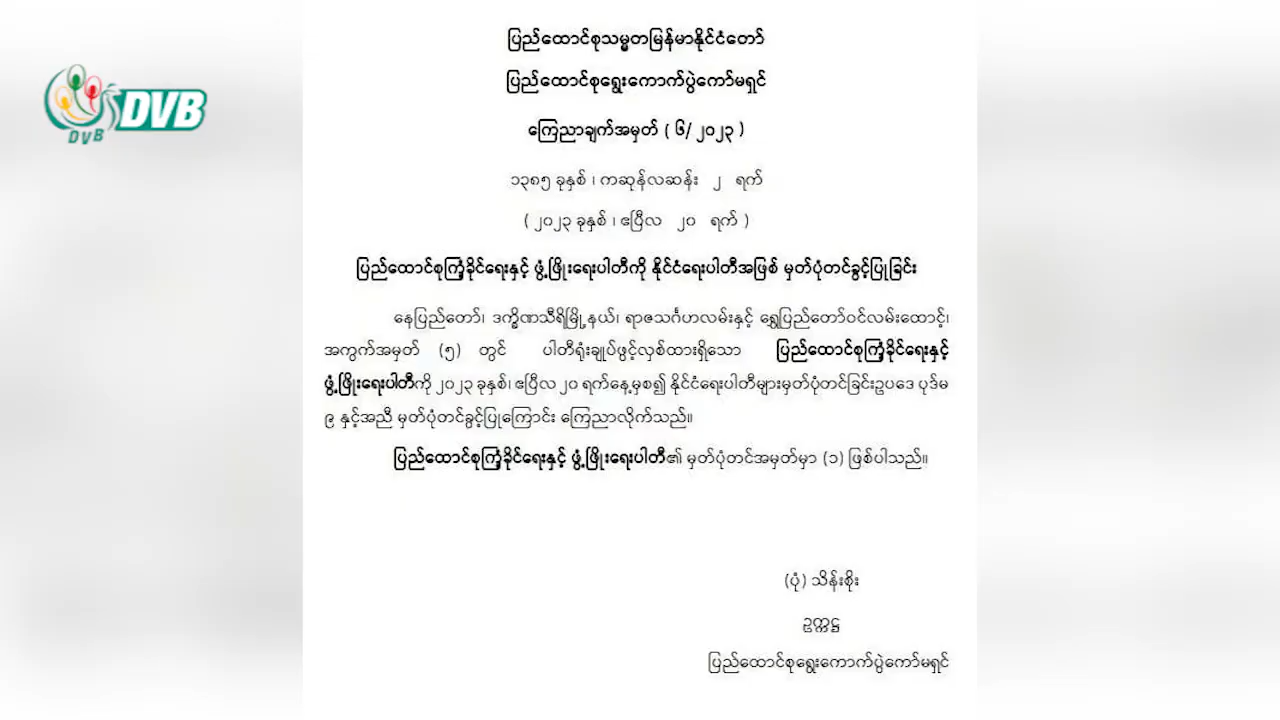 DVB
DVB
ပြည်ထောင်စုသမ္မတမြန်မာနိုင်ငံတော်
ပြည်ထောင်စုရွေးကောက်ပွဲကော်မရှင်
ကြေညာချက်အမှတ် ( ၆/ ၂၀၂၃ )
၁၃၈၅ ခုနှစ် ၊ ကဆုန်လဆန်း ၂ ရက်
( ၂၀၂၃ ခုနှစ် ၊ ဧပြီလ ၂၀ ရက် )
ပြည်ထောင်စုကြံ့ခိုင်ရေးနှင့် ဖွံ့ဖြိုးရေးပါတီကို နိုင်ငံရေးပါတီအဖြစ် မှတ်ပုံတင်ခွင့်ပြုခြင်း
နေပြည်တော်၊ ဒက္ခိဏသီရိမြို့နယ်၊ ရာဇသင်္ဂဟလမ်းနှင့် ရွှေပြည်တော်ဝင်လမ်းထောင့်၊
အကွက်အမှတ် (၅) တွင် ပါတီရုံးချုပ်ဖွင့်လှစ်ထားရှိသော ပြည်ထောင်စုကြံ့ခိုင်ရေးနှင့်
ဖွံ့ဖြိုးရေးပါတီကို ၂၀၂၃ ခုနှစ်၊ ဧပြီလ ၂၀ ရက်နေ့မှစ၍ နိုင်ငံရေးပါတီများမှတ်ပုံတင်ခြင်းဥပဒေ ပုဒ်မ
၉ နှင့်အညီ မှတ်ပုံတင်ခွင့်ပြုကြောင်း ကြေညာလိုက်သည်။
ပြည်ထောင်စုကြံ့ခိုင်ရေးနှင့် ဖွံ့ဖြိုးရေးပါတီ၏ မှတ်ပုံတင်အမှတ်မှာ (၁) ဖြစ်ပါသည်။
(ပုံ) သိန်းစိုး
ဥက္ကဋ္ဌ
ပြည်ထောင်စုရွေးကောက်ပွဲကော်မရှင်